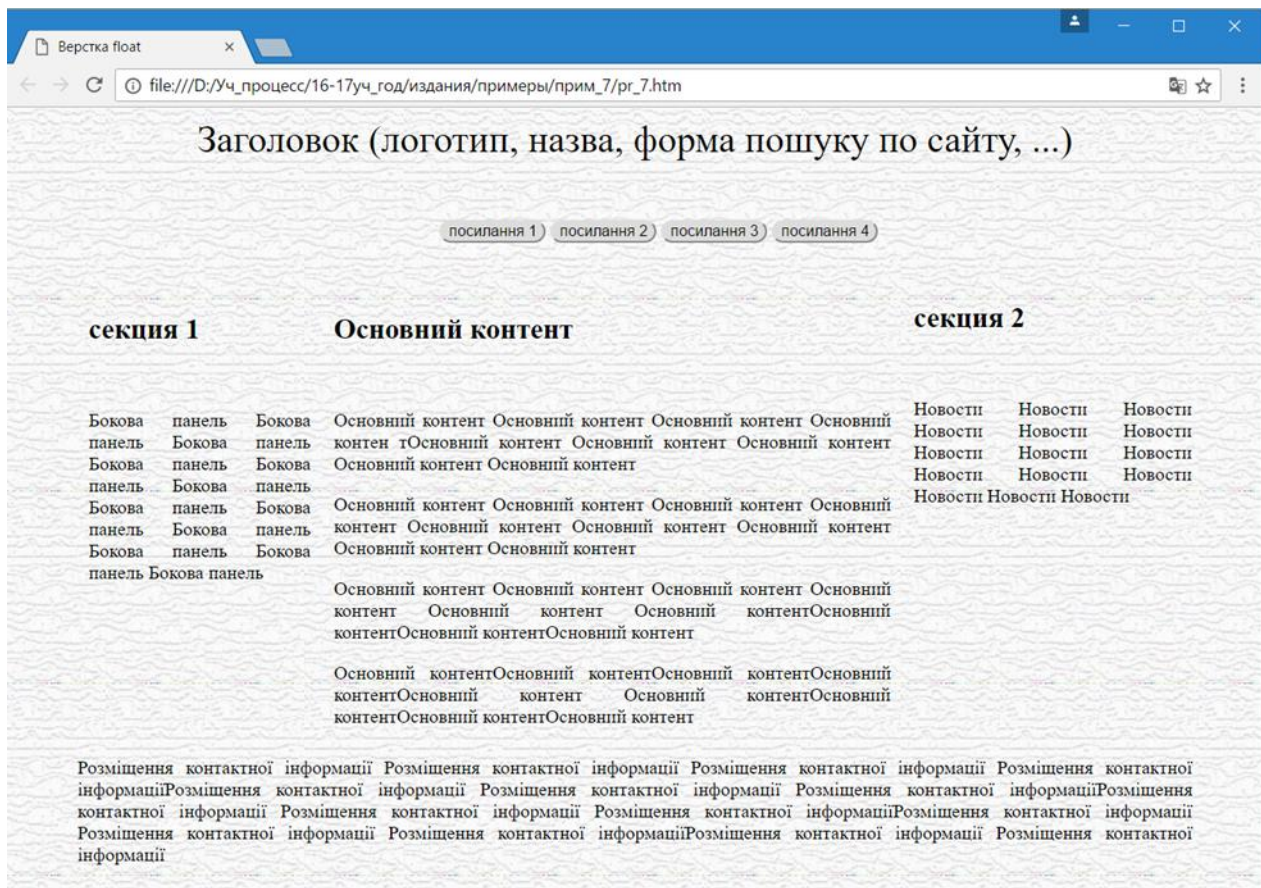 Верстка float
file:///D:/Уч_процесс/16-17уч_год/издания/примеры/прим_7/pr_7.htm
Заголовок (логотип, назва, форма пошуку по сайту, ...)
посилання 1 посилання 2 посилання 3 посилання 4
секция 1
Бокова панель Бокова
панель Бокова панель
Бокова панель Бокова
панель Бокова панель
Бокова панель Бокова
панель Бокова панель
Бокова панель Бокова
панель Бокова панель
Основний контент
Основний контент Основний контент Основний контент Основний
контен тОсновний контент Основний контент Основний контент
Основний контент Основний контент
Основний контент Основний контент Основний контент Основний
контент Основний контент Основний контент Основний контент
Основний контент Основний контент
Основний контент Основний контент Основний контент Основний
контент Основний контент Основний контентОсновний
контентОсновний контентОсновний контент
Основний контентОсновний контентОсновний контентОсновний
контентОсновний контент Основний контентОсновний
контентОсновний контентОсновний контент
секция 2
Новости Новости Новости
Новости Новости Новости
Новости Новости Новости
Новости Новости Новости
Новости Новости Новости
Розміщення контактної інформації Розміщення контактної інформації Розміщення контактної інформації Розміщення контактної
інформаціїРозміщення контактної інформації Розміщення контактної інформації Розміщення контактної інформаціїРозміщення
контактної інформації Розміщення контактної інформації Розміщення контактної інформаціїРозміщення контактної інформації
Розміщення контактної інформації Розміщення контактної інформаціїРозміщення контактної інформації Розміщення контактної
інформації